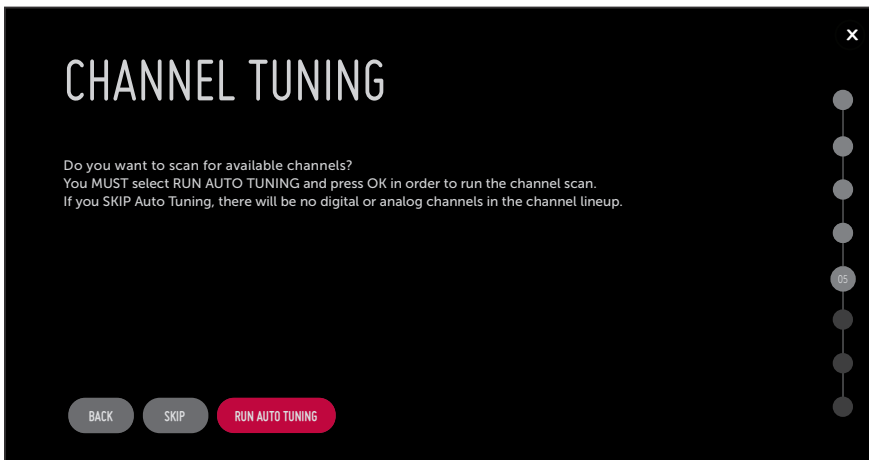 X
CHANNEL TUNING
Do you want to scan for available channels?
You MUST select RUN AUTO TUNING and press OK in order to run the channel scan.
If you SKIP Auto Tuning, there will be no digital or analog channels in the channel lineup.
05
BACK SKIP RUN AUTO TUNING